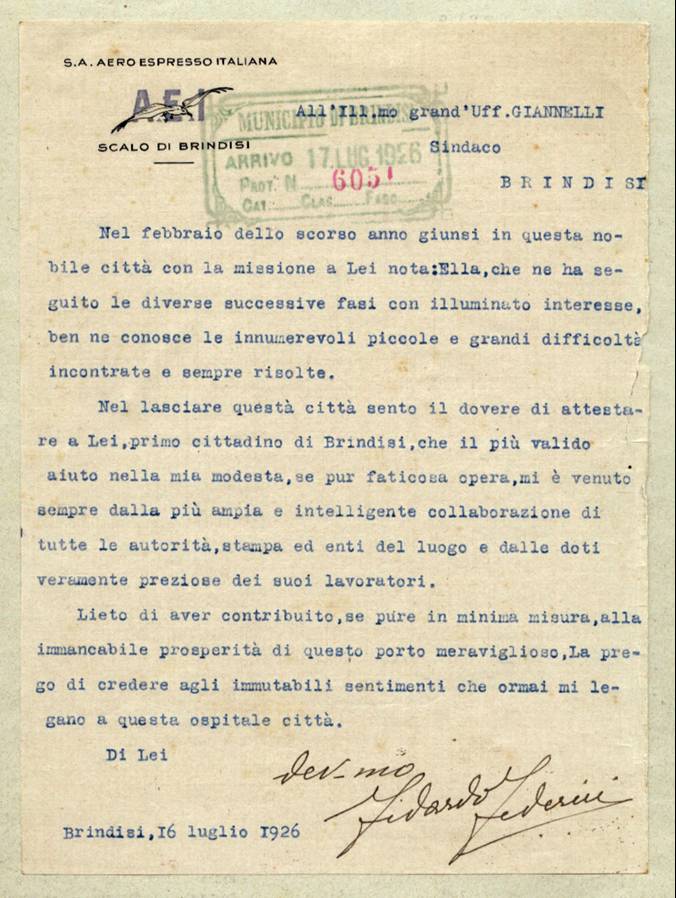 S.A. AERO ESPRESSO ITALIANA
A.E.I
SCALO DI BRINDISI
MUNICIPIO DI BRINDISI
ARRIVO 17 LUG 1926
PROT. N. 6051
CAT. CLAS. FASC.
All'Ill.mo grand'Uff.GIANNELLI
Sindaco
BRINDISI
Nel febbraio dello scorso anno giunsi in questa no-
bile città con la missione a Lei nota:Ella,che ne ha se-
guito le diverse successive fasi con illuminato interesse,
ben ne conosce le innumerevoli piccole e grandi difficoltà
incontrate e sempre risolte.
Nel lasciare questà città sento il dovere di attesta-
re a Lei,primo cittadino di Brindisi,che il più valido
aiuto nella mia modesta,se pur faticosa opera,mi è venuto
sempre dalla più ampia e intelligente collaborazione di
tutte le autorità,stampa ed enti del luogo e dalle doti
veramente preziose dei suoi lavoratori.
Lieto di aver contribuito,se pure in minima misura,alla
immancabile prosperità di questo porto meraviglioso,La pre-
go di credere agli immutabili sentimenti che ormai mi le-
gano a questa ospitale città.
Di Lei
dev-mo
Brindisi,16 luglio 1926